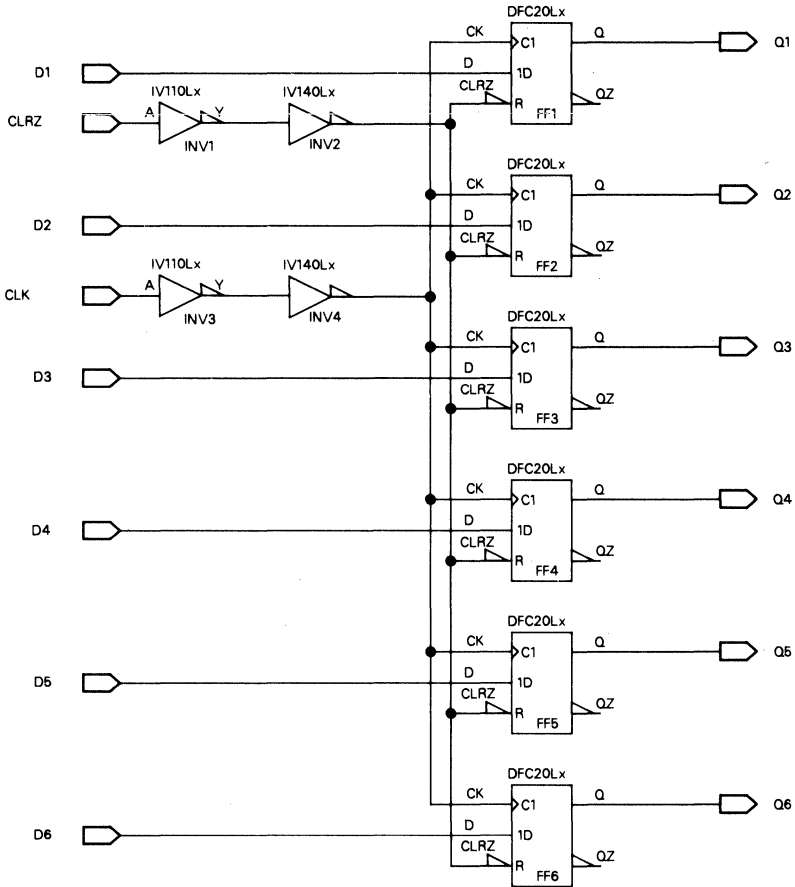 DFC20Lx
CK
C1
Q
Q1
D1
D
1D
CLRZ
R
QZ
FF1
IV110Lx
IV140Lx
CLRZ
A
Y
INV1
INV2
DFC20Lx
CK
C1
Q
Q2
D2
D
1D
CLRZ
R
QZ
FF2
IV110Lx
IV140Lx
CLK
A
Y
INV3
INV4
DFC20Lx
CK
C1
Q
Q3
D3
D
1D
CLRZ
R
QZ
FF3
DFC20Lx
CK
C1
Q
Q4
D4
D
1D
CLRZ
R
QZ
FF4
DFC20Lx
CK
C1
Q
Q5
D5
D
1D
CLRZ
R
QZ
FF5
DFC20Lx
CK
C1
Q
Q6
D6
D
1D
CLRZ
R
QZ
FF6